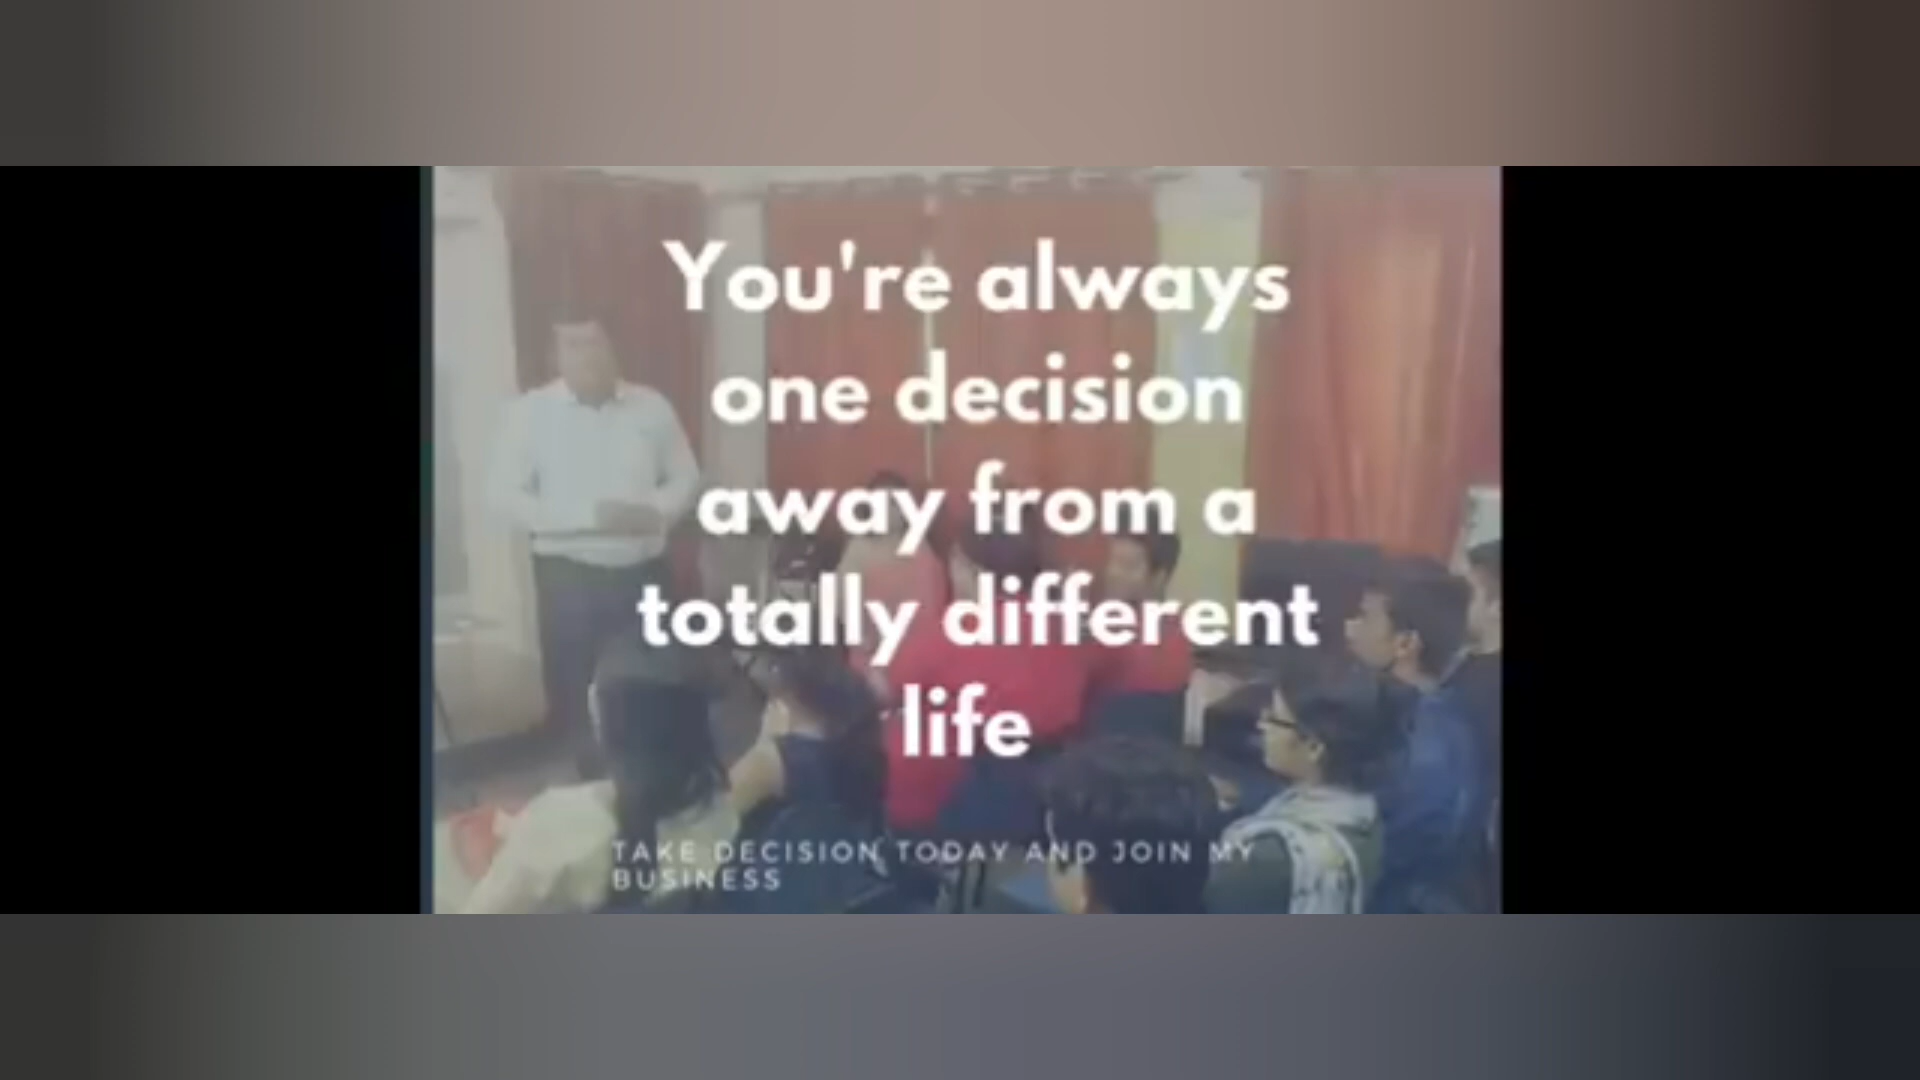 You're always
one decision
away from a
totally different
life
TAKE DECISION TODAY AND JOIN MY
BUSINESS